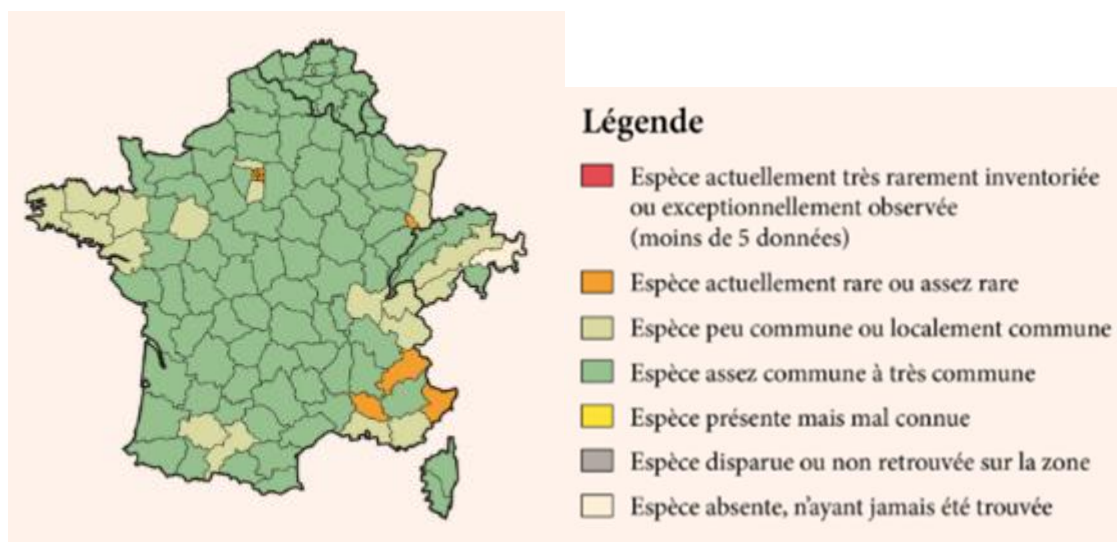 Légende
Espèce actuellement très rarement inventoriée
ou exceptionnellement observée
(moins de 5 données)
Espèce actuellement rare ou assez rare
Espèce peu commune ou localement commune
Espèce assez commune à très commune
Espèce présente mais mal connue
Espèce disparue ou non retrouvée sur la zone
Espèce absente, n'ayant jamais été trouvée